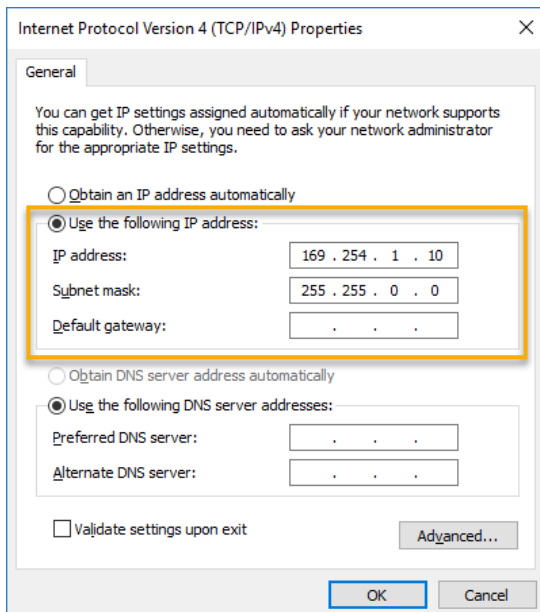 Internet Protocol Version 4 (TCP/IPv4) Properties
General
You can get IP settings assigned automatically if your network supports
this capability. Otherwise, you need to ask your network administrator
for the appropriate IP settings.
Obtain an IP address automatically
Use the following IP address:
IP address: 169 . 254 . 1 . 10
Subnet mask: 255 . 255 . 0 . 0
Default gateway: . . .
Obtain DNS server address automatically
Use the following DNS server addresses:
Preferred DNS server: . . .
Alternate DNS server: . . .
Validate settings upon exit
Advanced...
OK Cancel